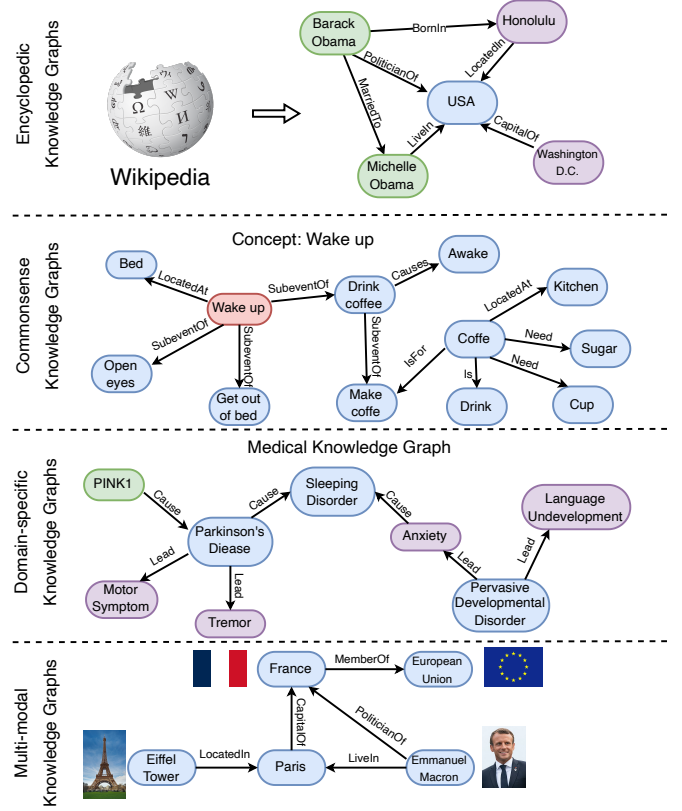 Encyclopedic
Knowledge Graphs
Ω
W
維
И
Wikipedia
Barack
Obama
BornIn
Honolulu
PoliticianOf
LocatedIn
MarriedTo
USA
LiveIn
CapitalOf
Michelle
Obama
Washington
D.C.
Commonsense
Knowledge Graphs
Concept: Wake up
Bed
LocatedAt
Wake up
SubeventOf
Drink
coffee
Causes
Awake
SubeventOf
Open
eyes
SubeventOf
Get out
of bed
SubeventOf
Make
coffe
IsFor
Coffe
LocatedAt
Kitchen
Need
Sugar
Need
Cup
Is
Drink
Domain-specific
Knowledge Graphs
Medical Knowledge Graph
PINK1
Cause
Parkinson's
Diease
Cause
Sleeping
Disorder
Lead
Motor
Symptom
Lead
Tremor
Cause
Anxiety
Lead
Pervasive
Developmental
Disorder
Lead
Language
Undevelopment
Multi-modal
Knowledge Graphs
France
MemberOf
European
Union
CapitalOf
PoliticianOf
Eiffel
Tower
LocatedIn
Paris
LiveIn
Emmanuel
Macron